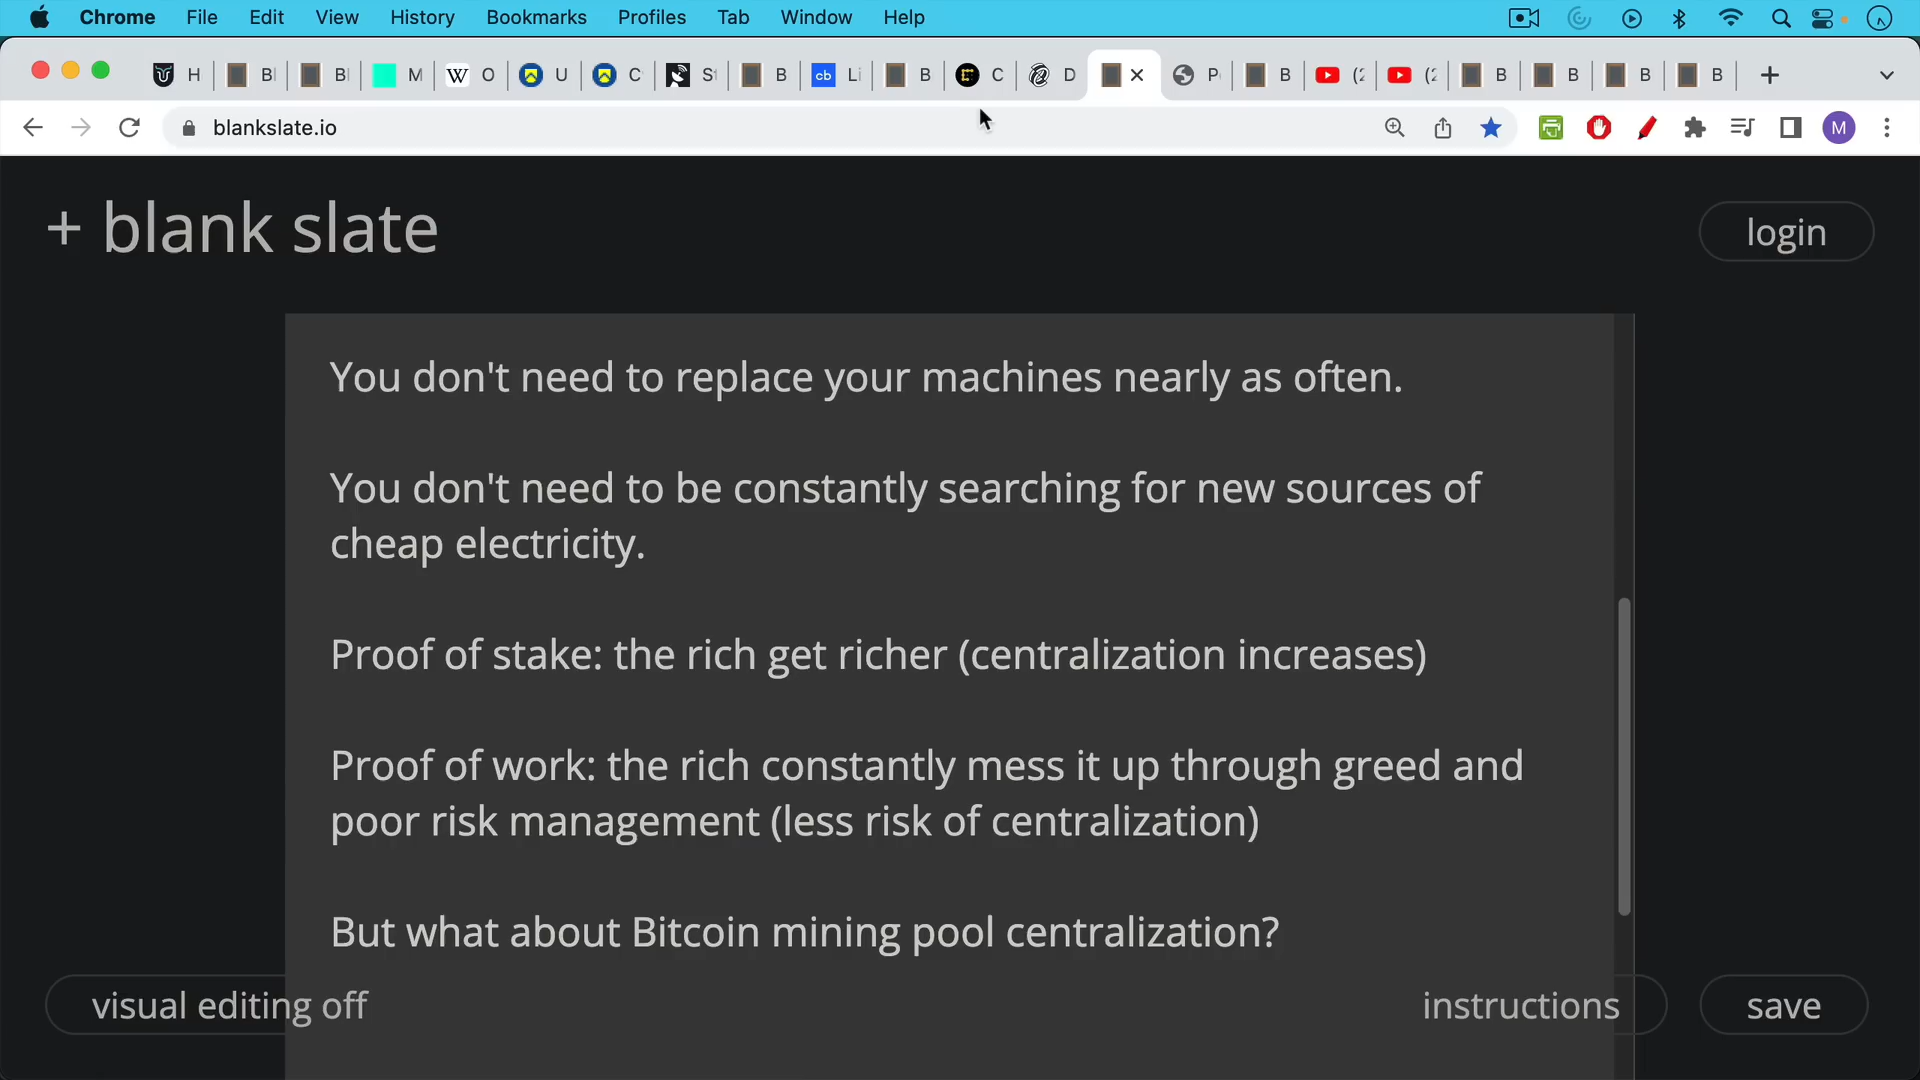 Chrome File Edit View History Bookmarks Profiles Tab Window Help
H B B M W O U C S B cb Li B C D P B (2 (2 B B B B
blankslate.io M
+ blank slate
login
You don't need to replace your machines nearly as often.
You don't need to be constantly searching for new sources of
cheap electricity.
Proof of stake: the rich get richer (centralization increases)
Proof of work: the rich constantly mess it up through greed and
poor risk management (less risk of centralization)
But what about Bitcoin mining pool centralization?
visual editing off
instructions
save